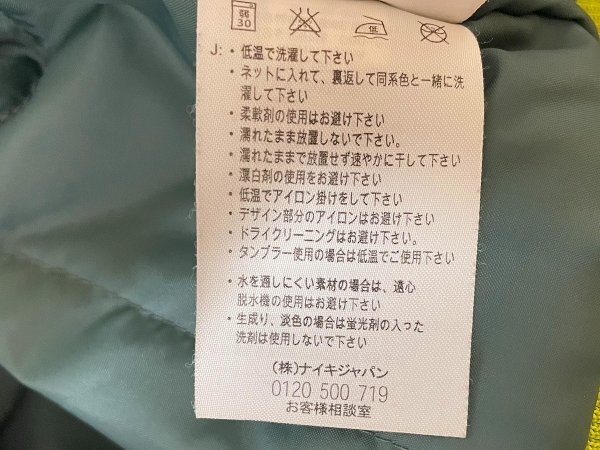 弱
30
低
J: ・低温で洗濯して下さい
・ネットに入れて、裏返して同系色と一緒に洗
濯して下さい
・柔軟剤の使用はお避け下さい
・濡れたまま放置しないで下さい。
・濡れたままで放置せず速やかに干して下さい
・漂白剤の使用をお避け下さい
・低温でアイロン掛けをして下さい
・デザイン部分のアイロンはお避け下さい
・ドライクリーニングはお避け下さい。
・タンブラー使用の場合は低温でご使用下さい
・水を通しにくい素材の場合は、遠心
脱水機の使用はお避け下さい
・生成り、淡色の場合は蛍光剤の入った
洗剤は使用しないで下さい
(株)ナイキジャパン
0120 500 719
お客様相談室